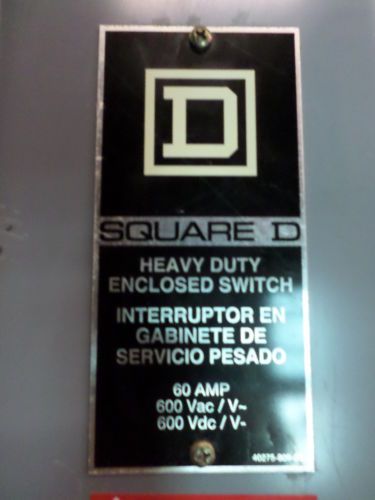 D
SQUARE D
HEAVY DUTY
ENCLOSED SWITCH
INTERRUPTOR EN
GABINETE DE
SERVICIO PESADO
60 AMP
600 Vac / V~
600 Vdc / V-